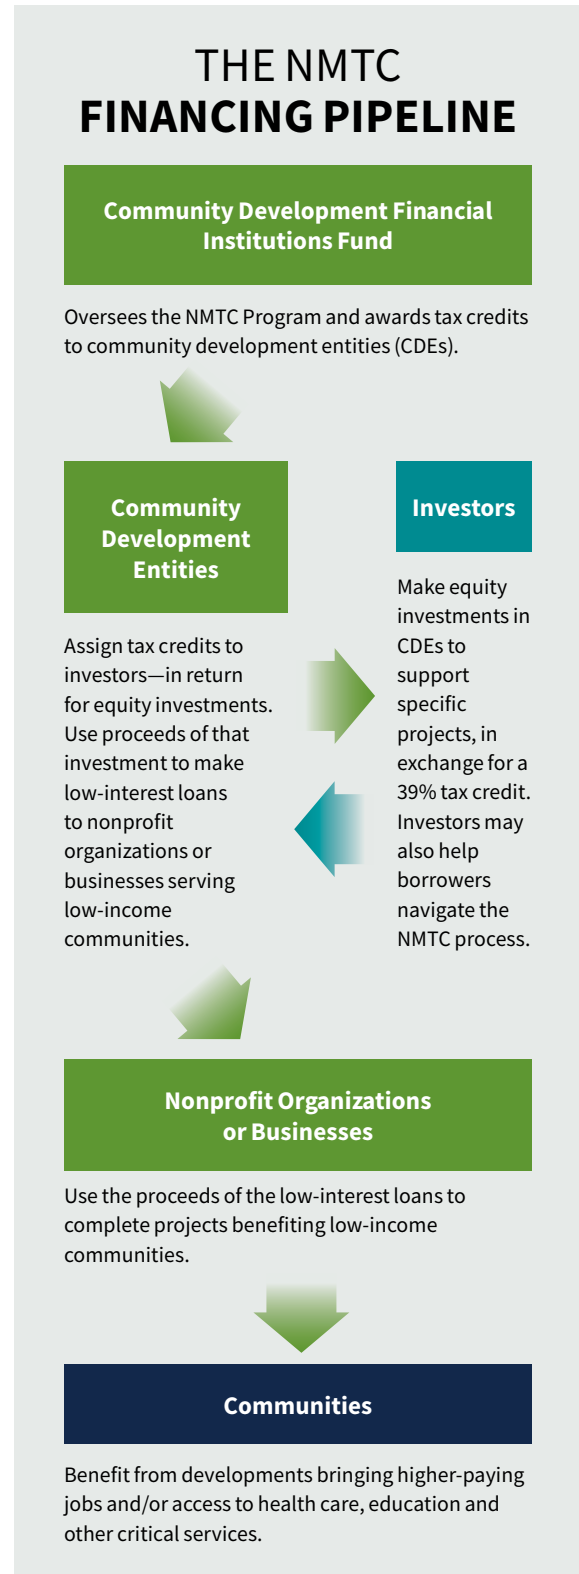 THE NMTC
FINANCING PIPELINE
Community Development Financial
Institutions Fund
Oversees the NMTC Program and awards tax credits
to community development entities (CDEs).
Community
Development
Entities
Assign tax credits to
investors—in return
for equity investments.
Use proceeds of that
investment to make
low-interest loans
to nonprofit
organizations or
businesses serving
low-income
communities.
Investors
Make equity
investments in
CDEs to
support
specific
projects, in
exchange for a
39% tax credit.
Investors may
also help
borrowers
navigate the
NMTC process.
Nonprofit Organizations
or Businesses
Use the proceeds of the low-interest loans to
complete projects benefiting low-income
communities.
Communities
Benefit from developments bringing higher-paying
jobs and/or access to health care, education and
other critical services.